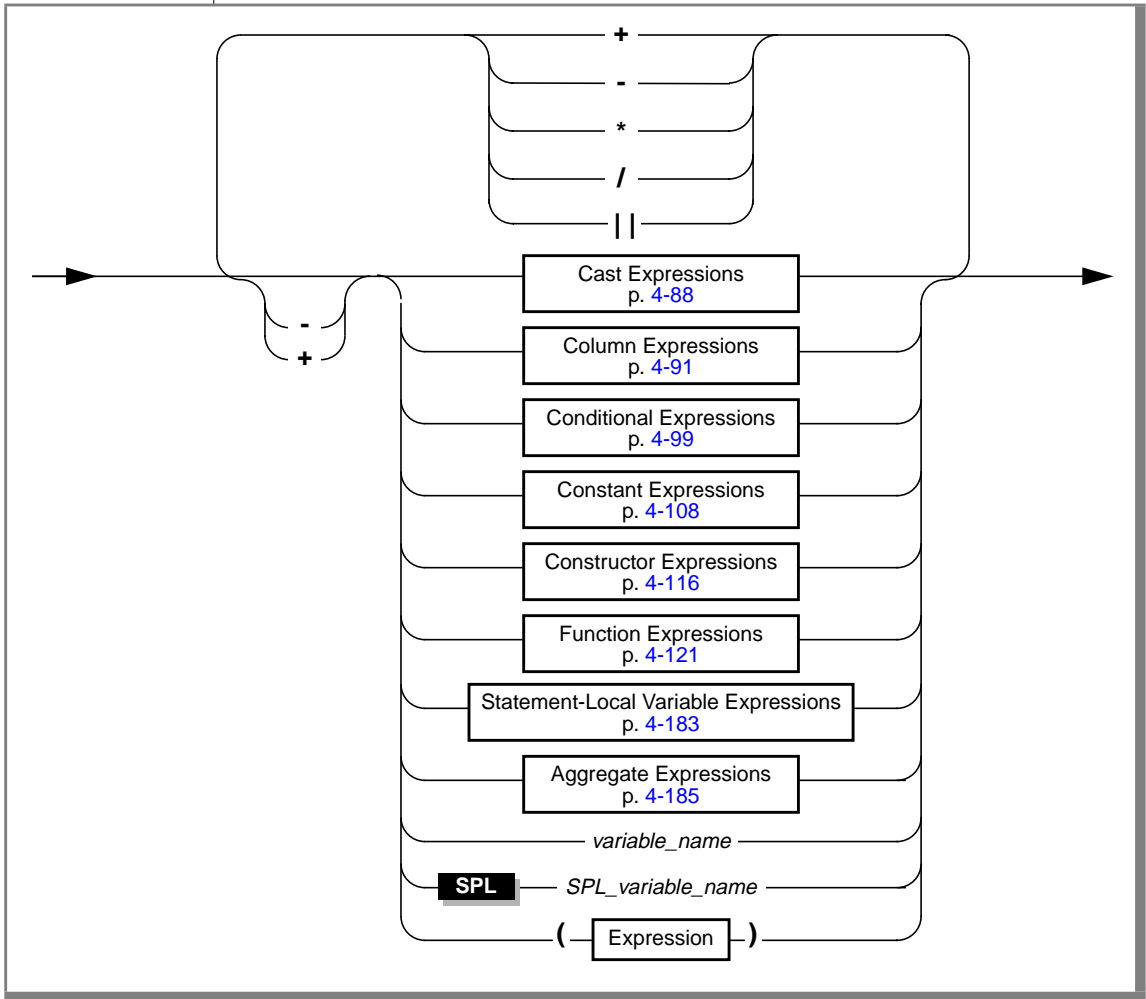 +
-
*
/
||
Cast Expressions
p. 4-88
-
+
Column Expressions
p. 4-91
Conditional Expressions
p. 4-99
Constant Expressions
p. 4-108
Constructor Expressions
p. 4-116
Function Expressions
p. 4-121
Statement-Local Variable Expressions
p. 4-183
Aggregate Expressions
p. 4-185
variable_name
SPL SPL_variable_name
( Expression )